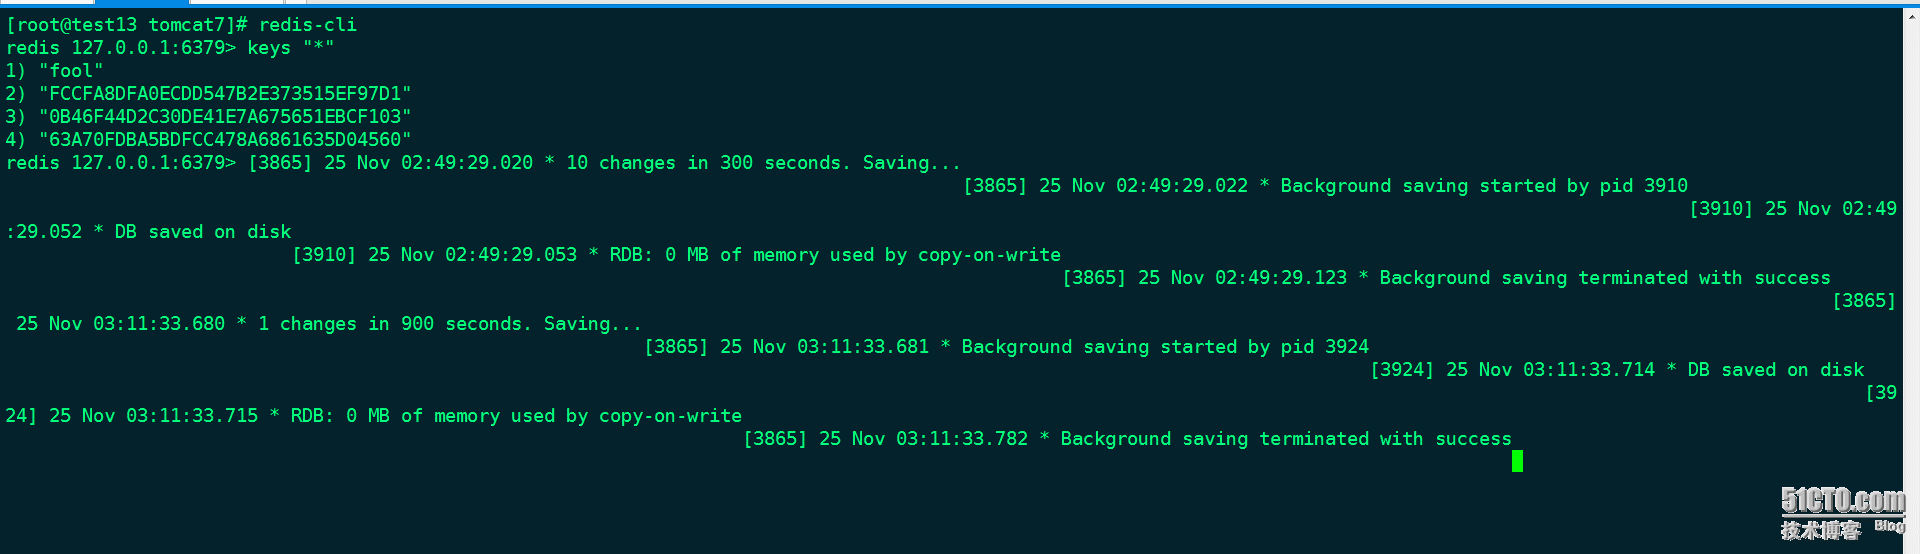 [root@test13 tomcat7]# redis-cli
redis 127.0.0.1:6379> keys "*"
1) "fool"
2) "FCCFA8DFA0ECDD547B2E373515EF97D1"
3) "0B46F44D2C30DE41E7A675651EBCF103"
4) "63A70FDBA5BDFCC478A6861635D04560"
redis 127.0.0.1:6379> [3865] 25 Nov 02:49:29.020 * 10 changes in 300 seconds. Saving...
[3865] 25 Nov 02:49:29.022 * Background saving started by pid 3910
[3910] 25 Nov 02:49
:29.052 * DB saved on disk
[3910] 25 Nov 02:49:29.053 * RDB: 0 MB of memory used by copy-on-write
[3865] 25 Nov 02:49:29.123 * Background saving terminated with success
[3865]
25 Nov 03:11:33.680 * 1 changes in 900 seconds. Saving...
[3865] 25 Nov 03:11:33.681 * Background saving started by pid 3924
[3924] 25 Nov 03:11:33.714 * DB saved on disk
[39
24] 25 Nov 03:11:33.715 * RDB: 0 MB of memory used by copy-on-write
[3865] 25 Nov 03:11:33.782 * Background saving terminated with success
51CTO.com
技术博客 Blog